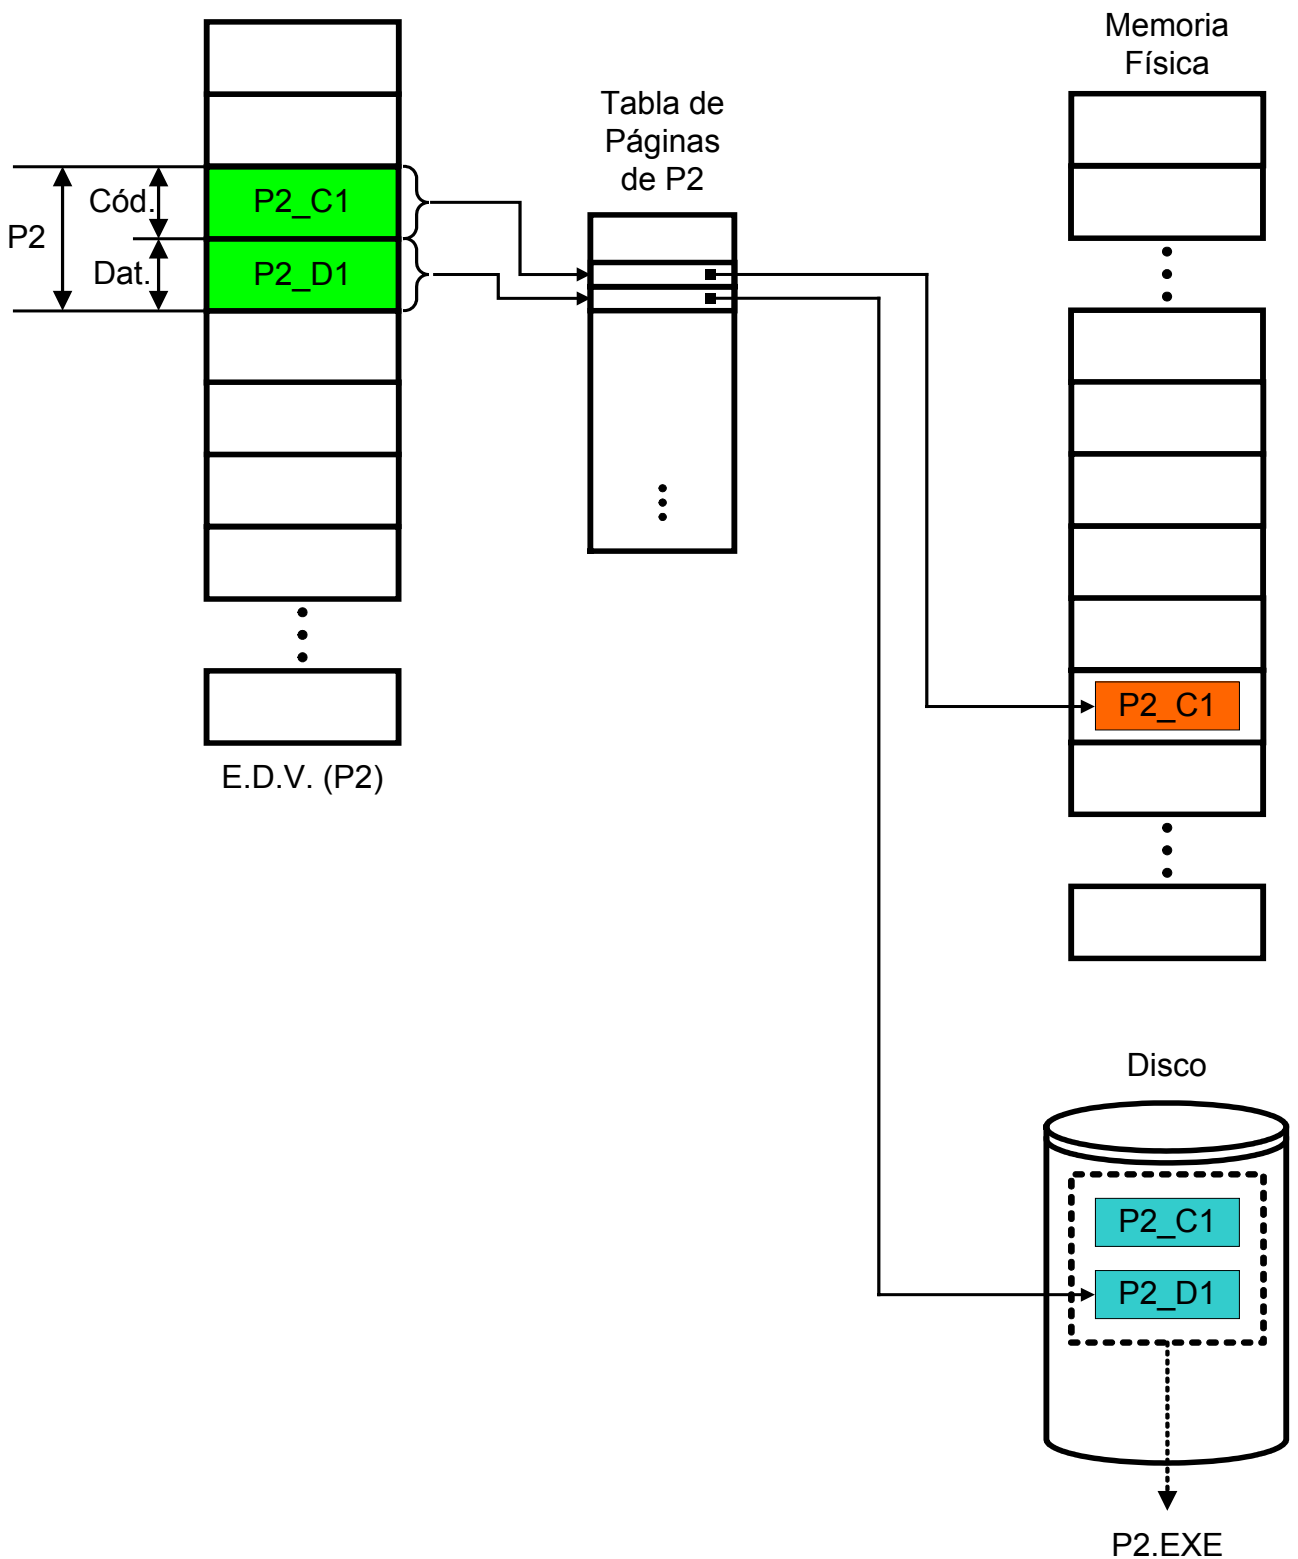 Memoria
Física
Tabla de
Páginas
de P2
P2
Cód.
Dat.
P2_C1
P2_D1
E.D.V. (P2)
P2_C1
Disco
P2_C1
P2_D1
P2.EXE